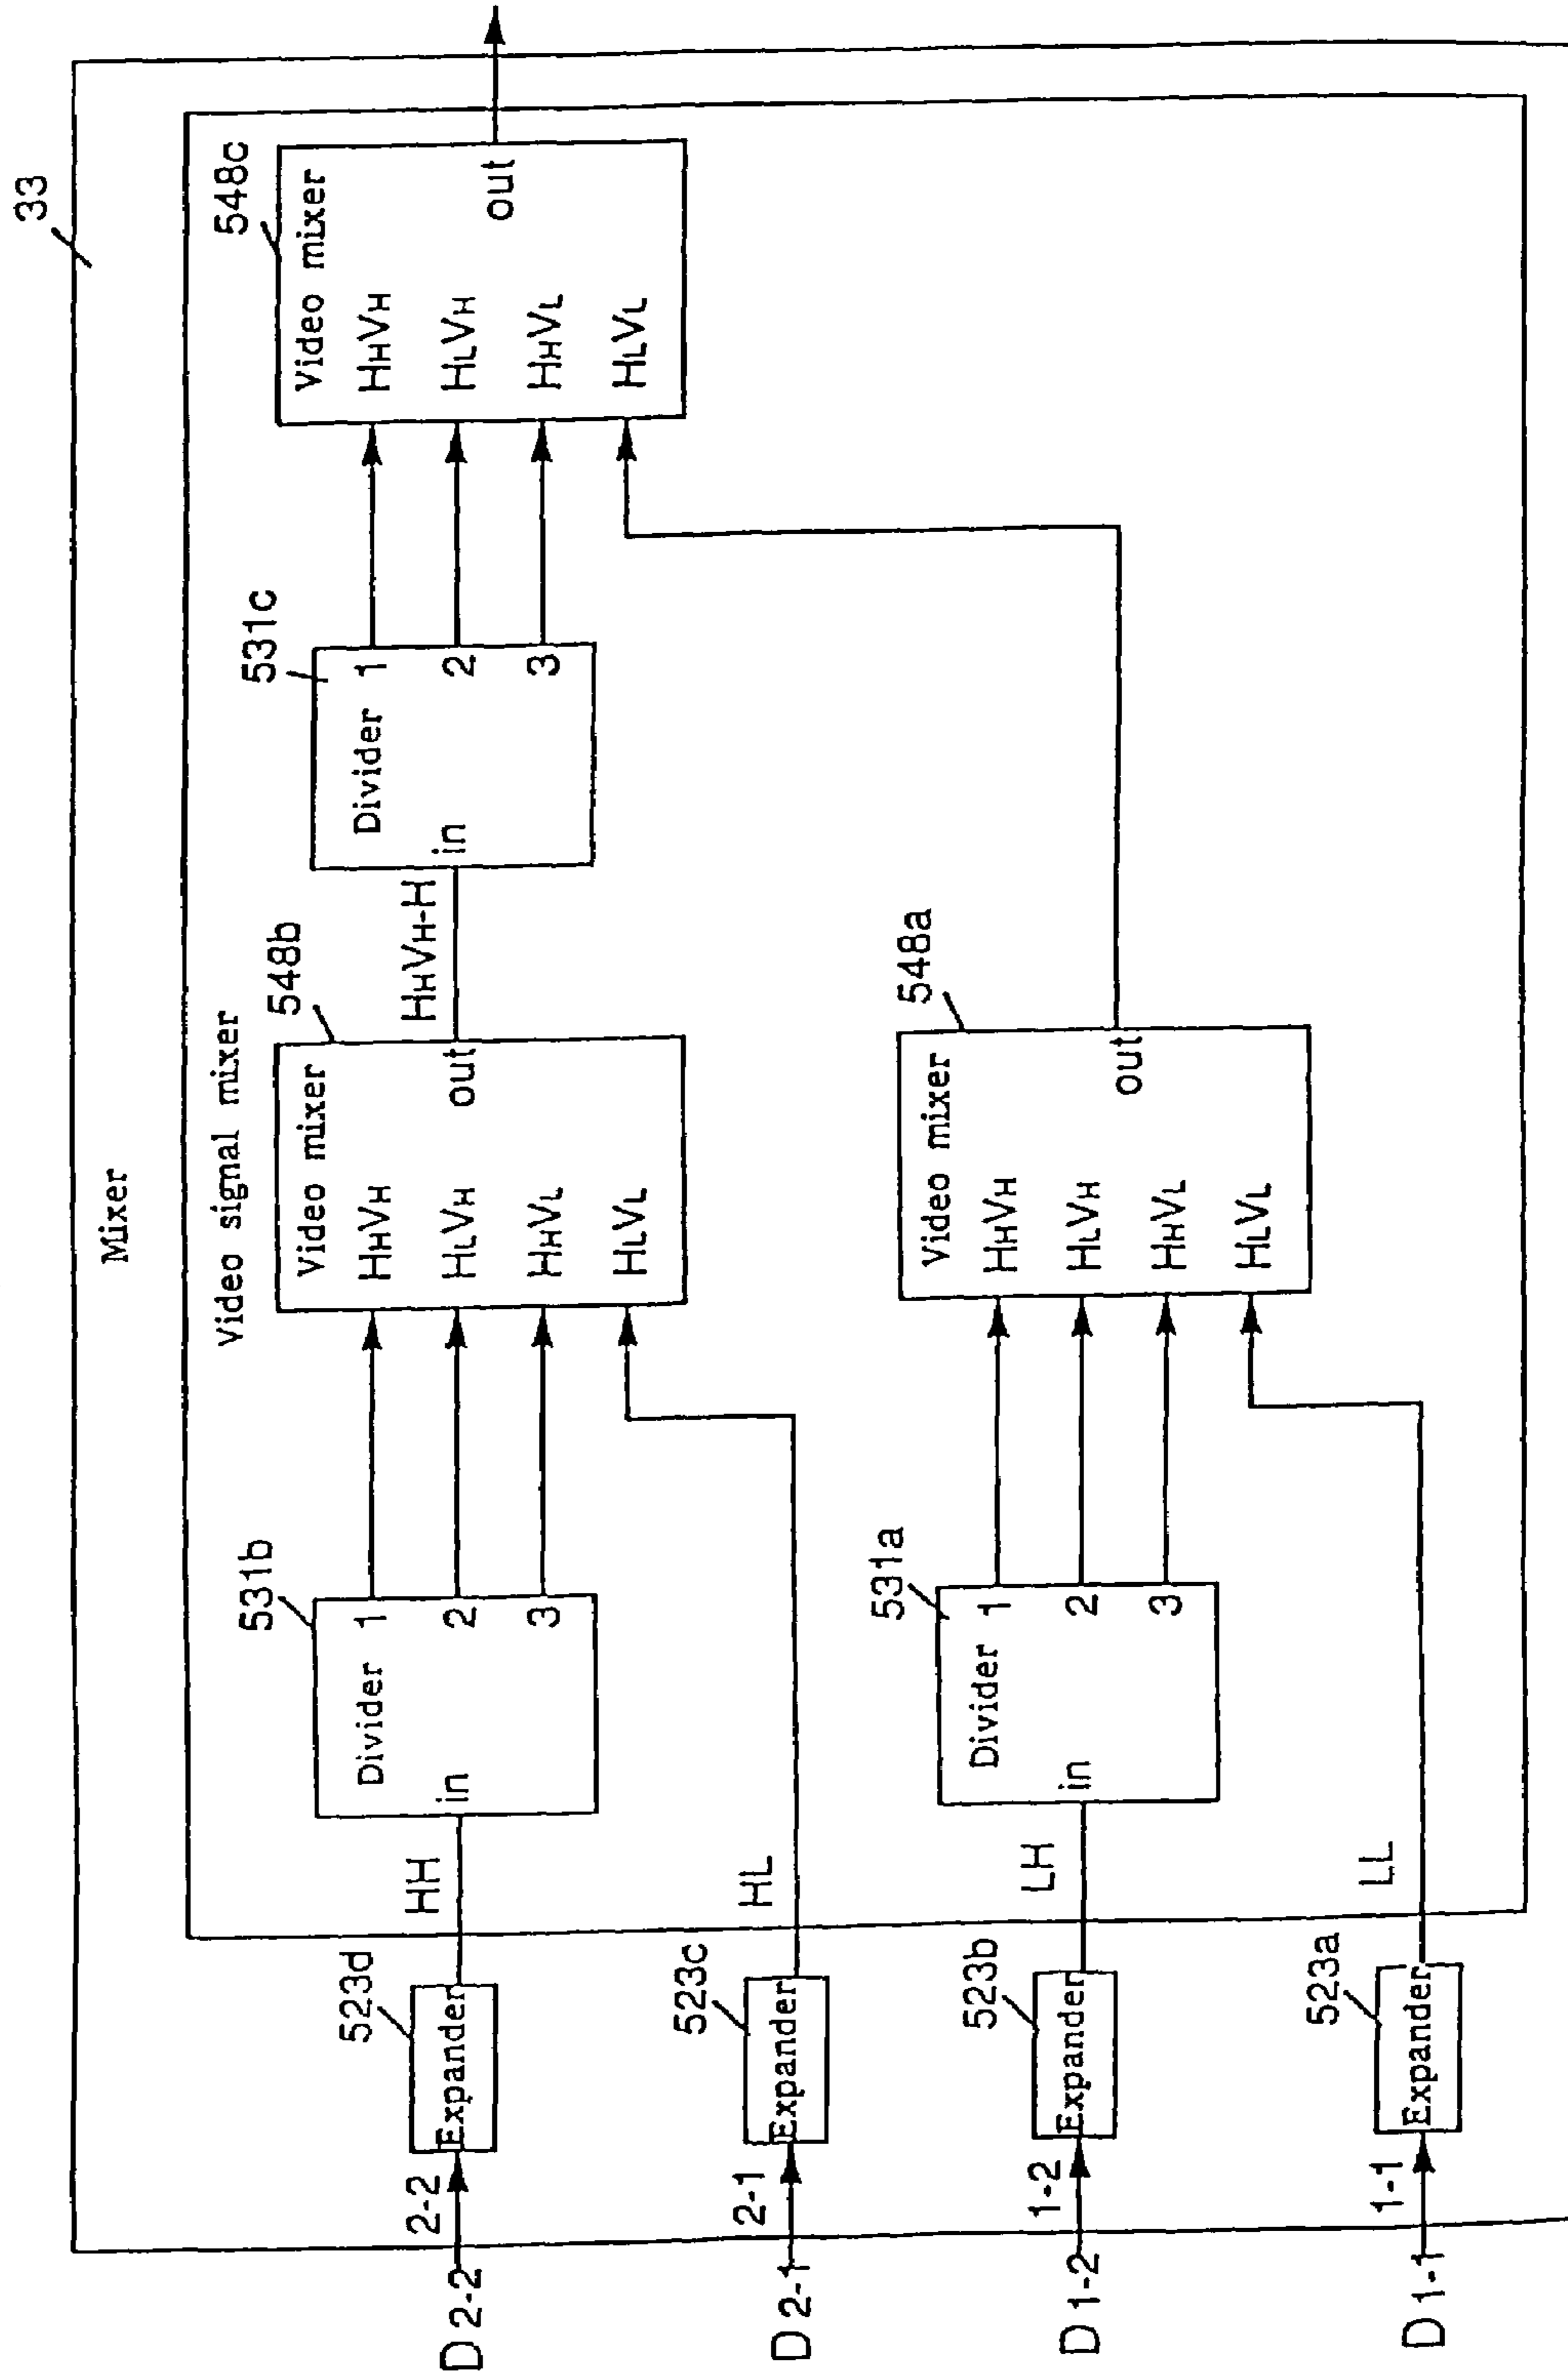 33
Mixer
Video signal mixer
D 2-2
2-2
Expander
523d
HH
Divider
in
1
2
3
531b
Video mixer
HHVH
HLVH
HHVL
HLVL
out
548b
HHVH-H
Divider
in
1
2
3
531c
Video mixer
HHVH
HLVH
HHVL
HLVL
out
548c
D 2-1
2-1
Expander
523c
HL
D 1-2
1-2
Expander
523b
LH
Divider
in
1
2
3
531a
Video mixer
HHVH
HLVH
HHVL
HLVL
out
548a
D 1-1
1-1
Expander
523a
LL